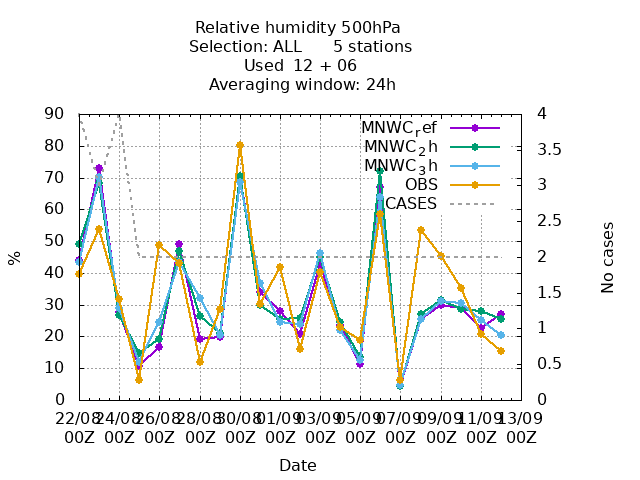 Relative humidity 500hPa
Selection: ALL 5 stations
Used 12 + 06
Averaging window: 24h
90 4
80 3.5
70 3
60 2.5
50 2
40 1.5
30 1
20 0.5
10 0
0
MNWCref
MNWC2h
MNWC3h
OBS
CASES
%
No cases
22/08 24/08 26/08 28/08 30/08 01/09 03/09 05/09 07/09 09/09 11/09 13/09
00Z 00Z 00Z 00Z 00Z 00Z 00Z 00Z 00Z 00Z 00Z 00Z
Date